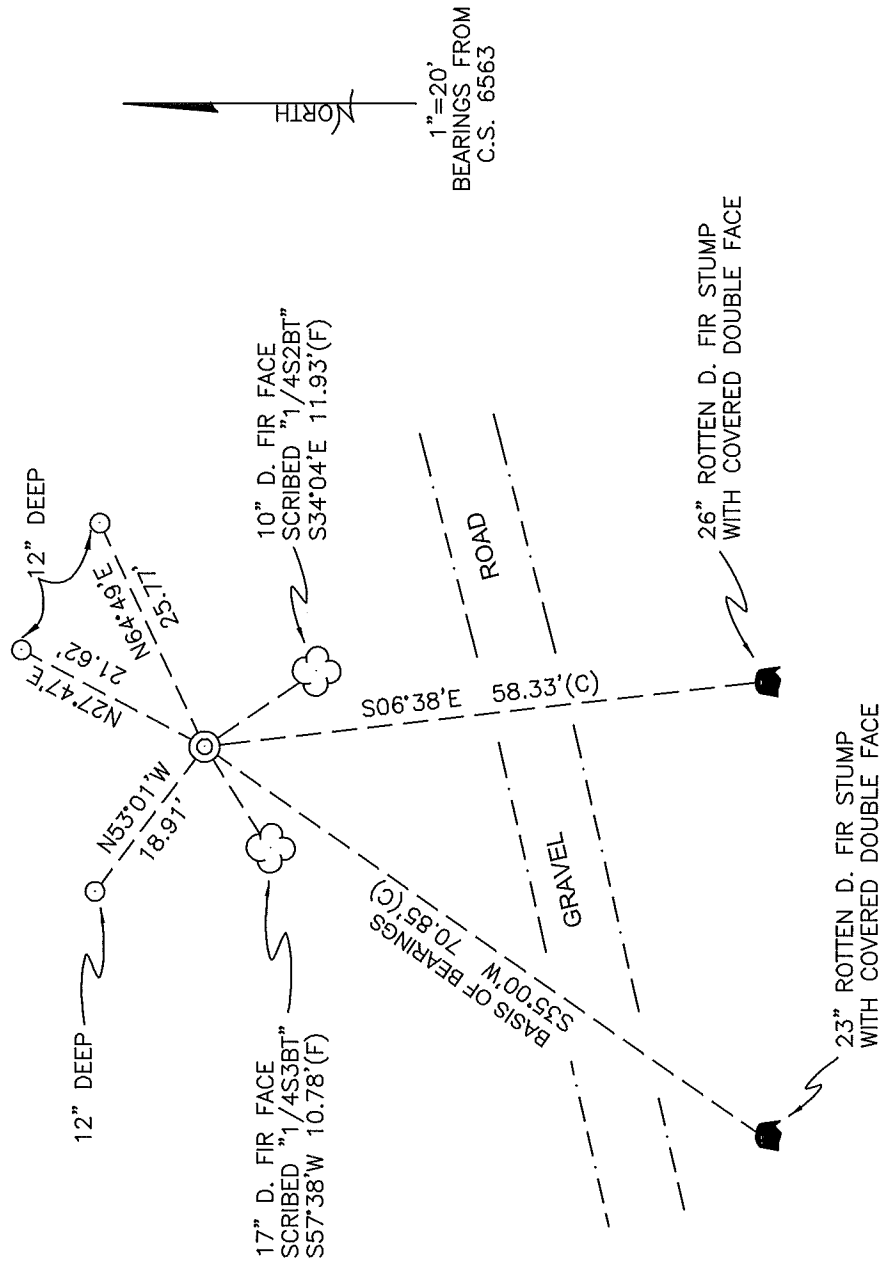 12" DEEP
12" DEEP
N53°01'W
18.91'
N27°47'E
21.62'
N64°49'E
25.77'
NORTH
1"=20'
BEARINGS FROM
C.S. 6563
10" D. FIR FACE
SCRIBED "1/4S2BT"
S34°04'E 11.93'(F)
17" D. FIR FACE
SCRIBED "1/4S3BT"
S57°38'W 10.78'(F)
S06°38'E 58.33'(C)
BASIS OF BEARINGS
S35°00'W 70.85'(C)
GRAVEL ROAD
26" ROTTEN D. FIR STUMP
WITH COVERED DOUBLE FACE
23" ROTTEN D. FIR STUMP
WITH COVERED DOUBLE FACE